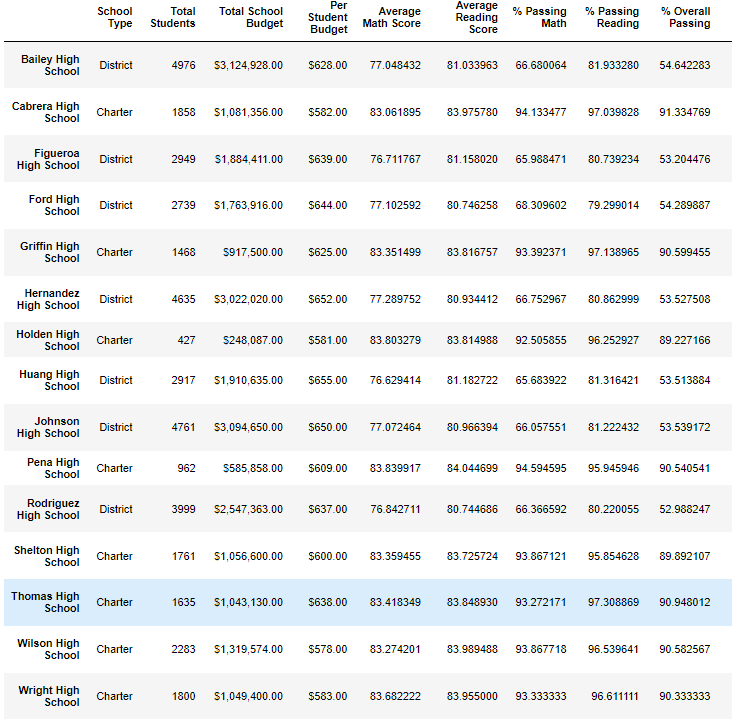 School Type Total Students Total School Budget Per Student Budget Average Math Score Average Reading Score % Passing Math % Passing Reading % Overall Passing
Bailey High School District 4976 $3,124,928.00 $628.00 77.048432 81.033963 66.680064 81.933280 54.642283
Cabrera High School Charter 1858 $1,081,356.00 $582.00 83.061895 83.975780 94.133477 97.039828 91.334769
Figueroa High School District 2949 $1,884,411.00 $639.00 76.711767 81.158020 65.988471 80.739234 53.204476
Ford High School District 2739 $1,763,916.00 $644.00 77.102592 80.746258 68.309602 79.299014 54.289887
Griffin High School Charter 1468 $917,500.00 $625.00 83.351499 83.816757 93.392371 97.138965 90.599455
Hernandez High School District 4635 $3,022,020.00 $652.00 77.289752 80.934412 66.752967 80.862999 53.527508
Holden High School Charter 427 $248,087.00 $581.00 83.803279 83.814988 92.505855 96.252927 89.227166
Huang High School District 2917 $1,910,635.00 $655.00 76.629414 81.182722 65.683922 81.316421 53.513884
Johnson High School District 4761 $3,094,650.00 $650.00 77.072464 80.966394 66.057551 81.222432 53.539172
Pena High School Charter 962 $585,858.00 $609.00 83.839917 84.044699 94.594595 95.945946 90.540541
Rodriguez High School District 3999 $2,547,363.00 $637.00 76.842711 80.744686 66.366592 80.220055 52.988247
Shelton High School Charter 1761 $1,056,600.00 $600.00 83.359455 83.725724 93.867121 95.854628 89.892107
Thomas High School Charter 1635 $1,043,130.00 $638.00 83.418349 83.848930 93.272171 97.308869 90.948012
Wilson High School Charter 2283 $1,319,574.00 $578.00 83.274201 83.989488 93.867718 96.539641 90.582567
Wright High School Charter 1800 $1,049,400.00 $583.00 83.682222 83.955000 93.333333 96.611111 90.333333